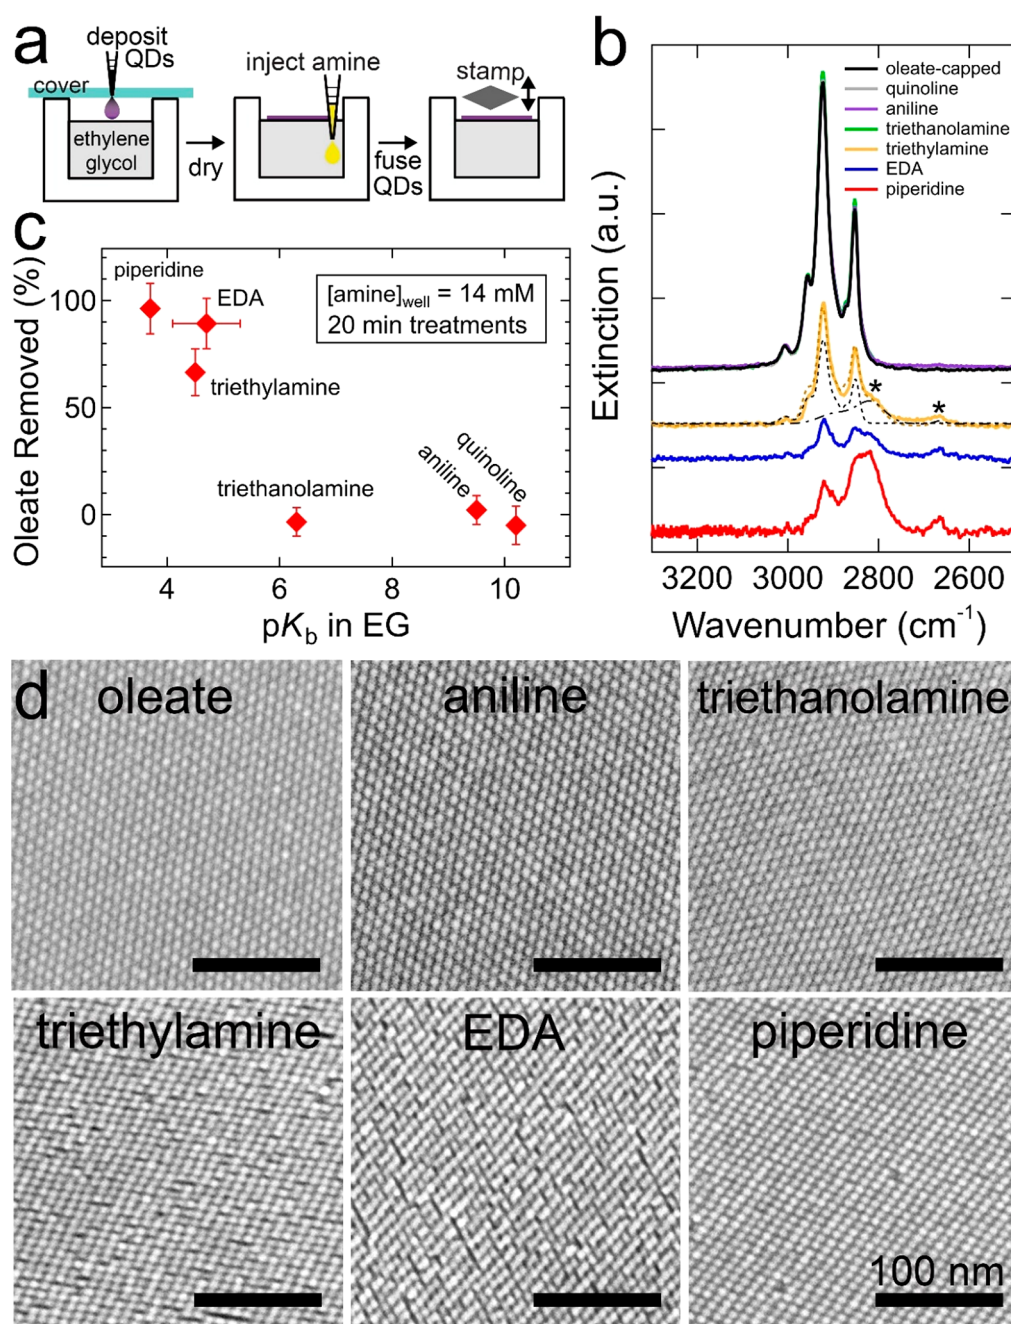 a
deposit
QDs
cover
ethylene
glycol
dry
inject amine
fuse
QDs
stamp
b
oleate-capped
quinoline
aniline
triethanolamine
triethylamine
EDA
piperidine
Extinction (a.u.)
*
*
3200
3000
2800
2600
Wavenumber (cm⁻¹)
c
Oleate Removed (%)
100
50
0
piperidine
EDA
triethylamine
[amine]well = 14 mM
20 min treatments
triethanolamine
aniline
quinoline
4
6
8
10
pKb in EG
d
oleate
aniline
triethanolamine
triethylamine
EDA
piperidine
100 nm